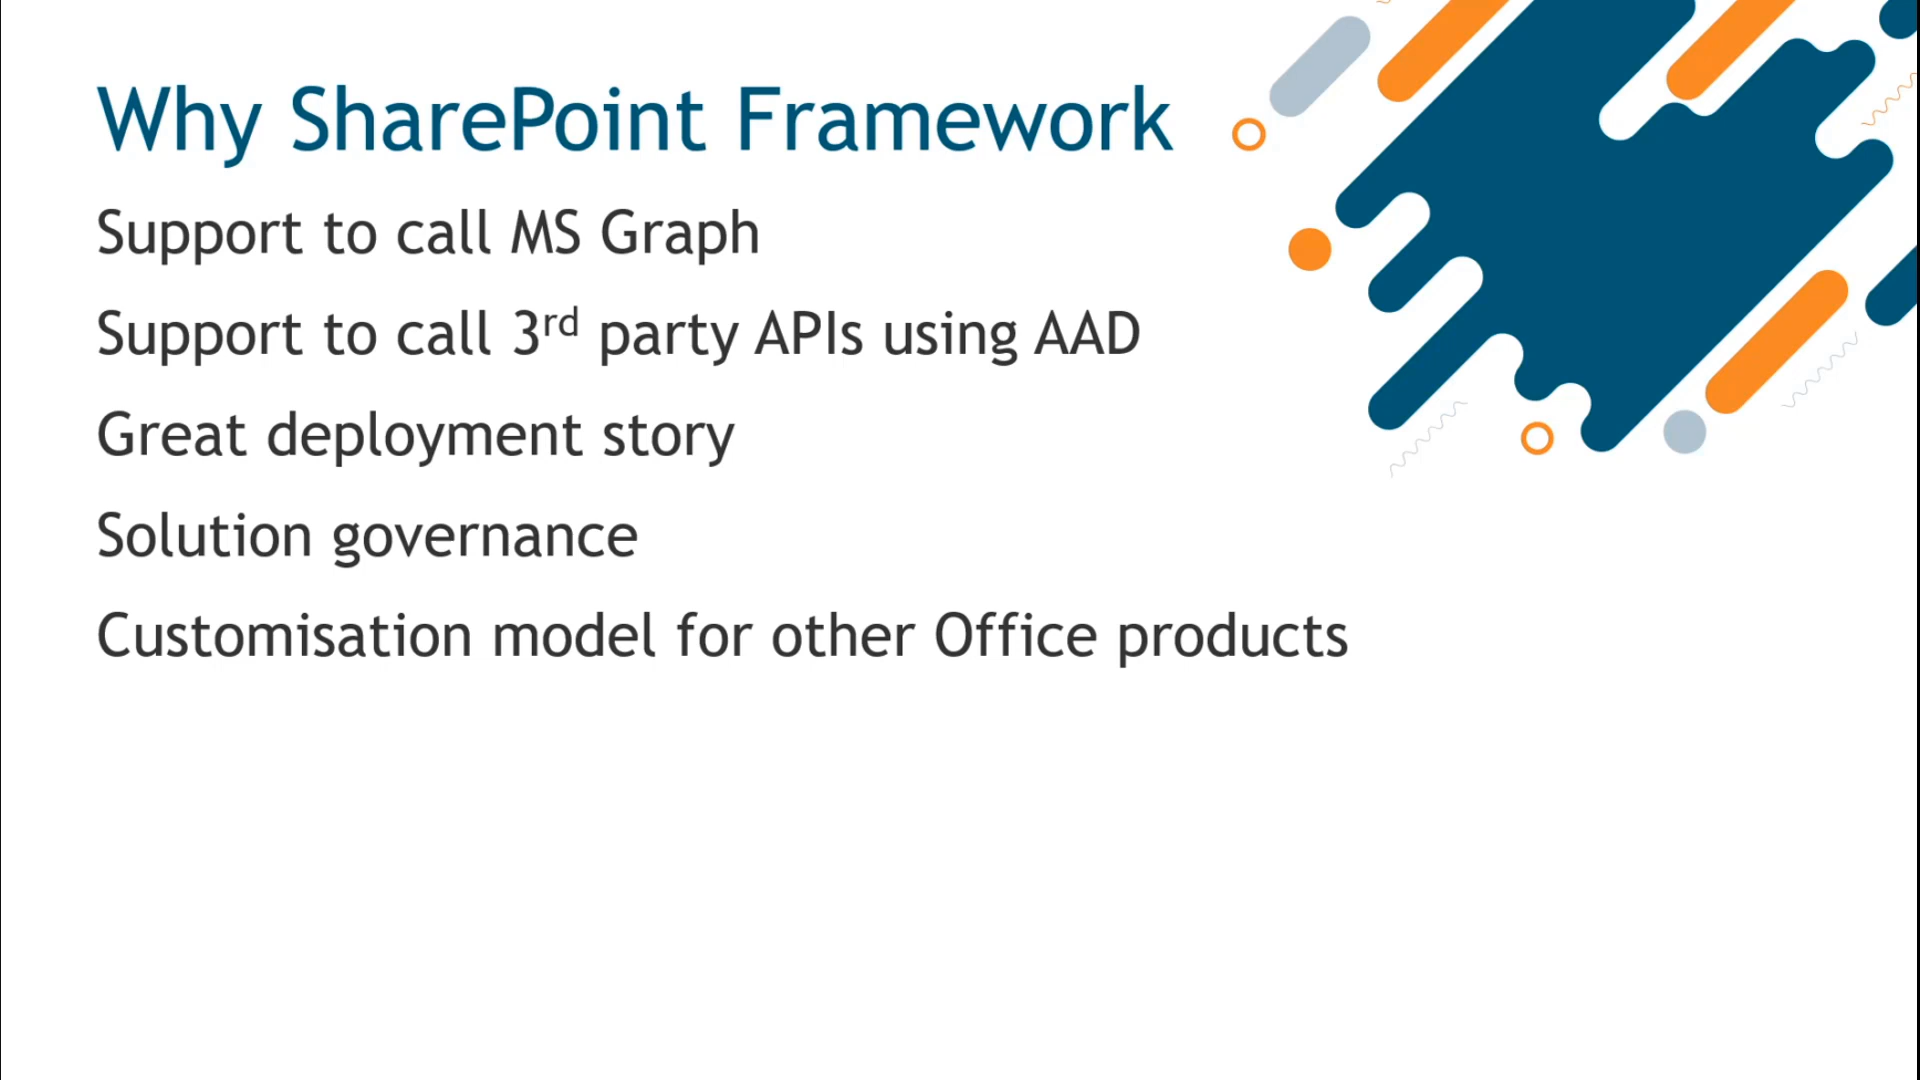 Why SharePoint Framework
Support to call MS Graph
Support to call 3rd party APIs using AAD
Great deployment story
Solution governance
Customisation model for other Office products